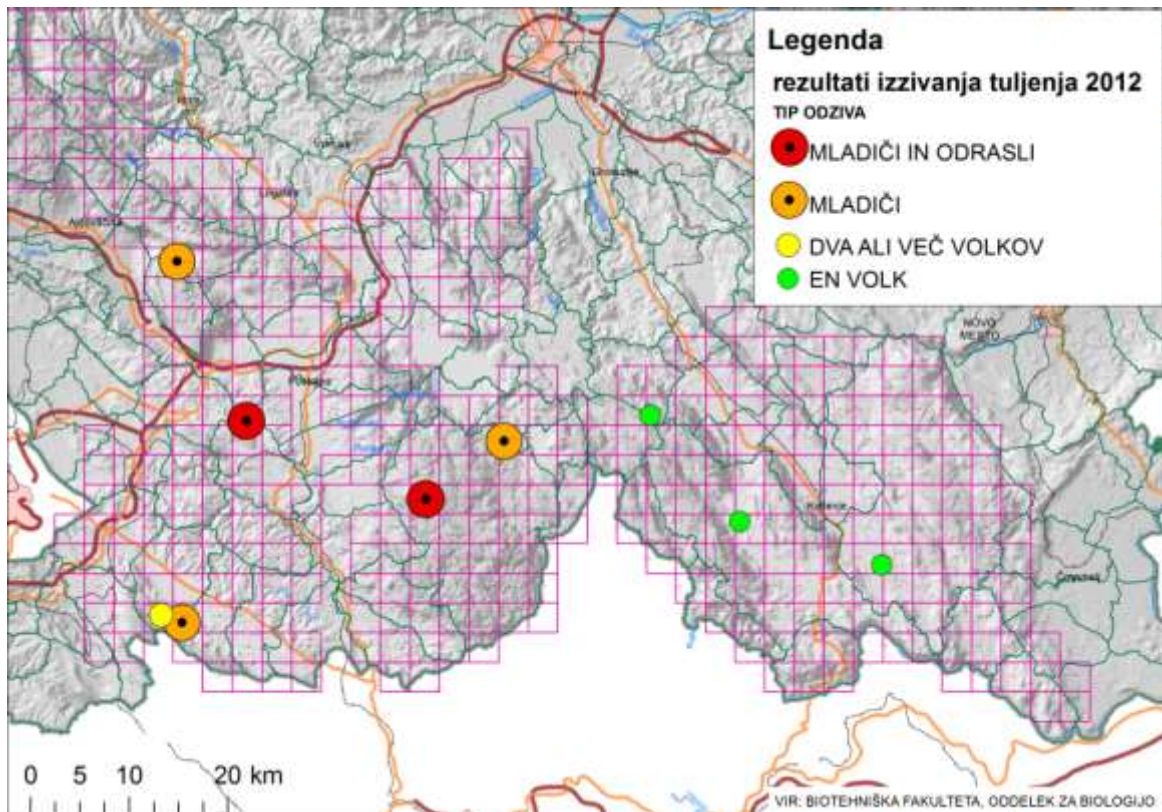 Legenda
rezultati izzivanja tuljenja 2012
TIP ODZIVA
MLADIČI IN ODRASLI
MLADIČI
DVA ALI VEČ VOLKOV
EN VOLK
NOVO
MESTO
0 5 10 20 km
VIR: BIOTEHNIŠKA FAKULTETA, ODDELEK ZA BIOLOGIJO